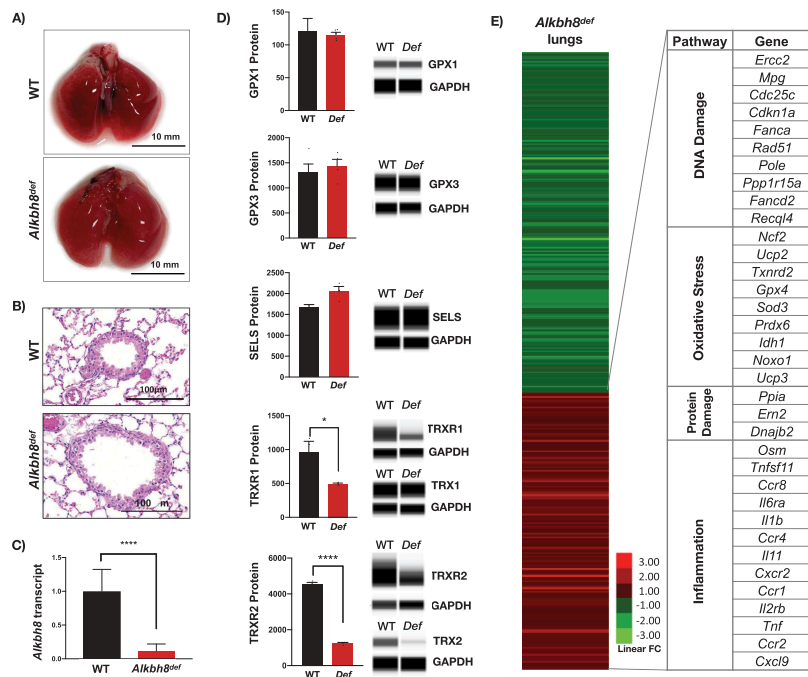 A)
WT
10 mm
Alkbh8def
10 mm
B)
WT
100µm
Alkbh8def
100 m
C)
Alkbh8 transcript
1.5
1.0
0.5
0.0
****
WT
Alkbh8def
D)
GPX1 Protein
150
100
50
0
WT
Def
WT Def
GPX1
GAPDH
GPX3 Protein
2000
1500
1000
500
0
WT
Def
WT Def
GPX3
GAPDH
SELS Protein
2500
2000
1500
1000
500
0
WT
Def
WT Def
SELS
GAPDH
TRXR1 Protein
1500
1000
500
0
*
WT
Def
WT Def
TRXR1
GAPDH
WT Def
TRX1
GAPDH
TRXR2 Protein
6000
4000
2000
0
****
WT
Def
WT Def
TRXR2
GAPDH
WT Def
TRX2
GAPDH
E)
Alkbh8def
lungs
3.00
2.00
1.00
-1.00
-2.00
-3.00
Linear FC
Pathway Gene
DNA Damage
Ercc2
Mpg
Cdc25c
Cdkn1a
Fanca
Rad51
Pole
Ppp1r15a
Fancd2
Recql4
Oxidative Stress
Ncf2
Ucp2
Txnrd2
Gpx4
Sod3
Prdx6
Idh1
Noxo1
Ucp3
Protein
Damage
Ppia
Ern2
Dnajb2
Inflammation
Osm
Tnfsf11
Ccr8
Il6ra
Il1b
Ccr4
Il11
Cxcr2
Ccr1
Il2rb
Tnf
Ccr2
Cxcl9